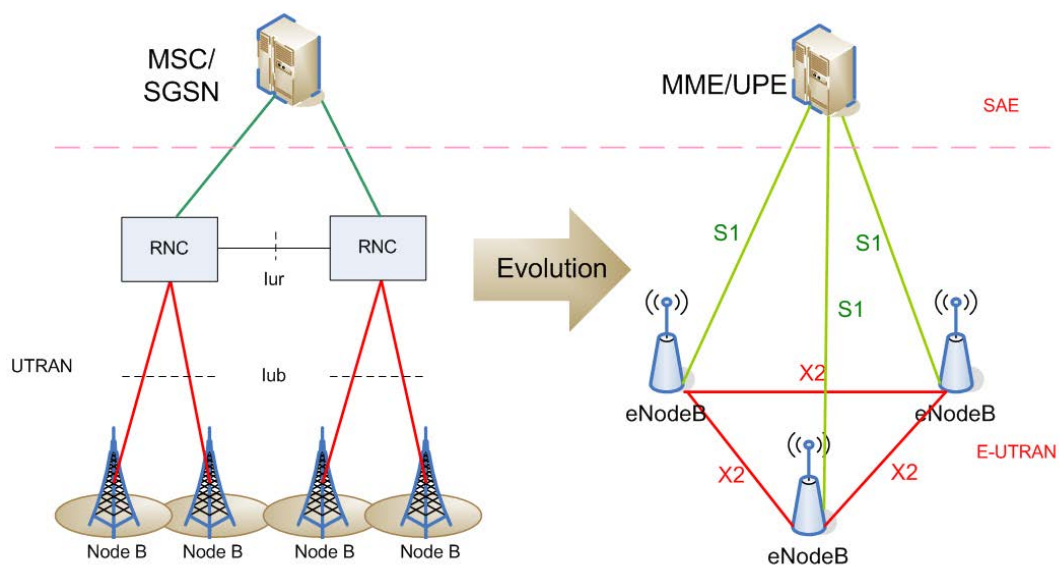 MSC/
SGSN
MME/UPE
SAE
RNC
RNC
Iur
Evolution
S1
S1
S1
UTRAN
Iub
X2
eNodeB
eNodeB
X2
X2
E-UTRAN
Node B
Node B
Node B
Node B
eNodeB